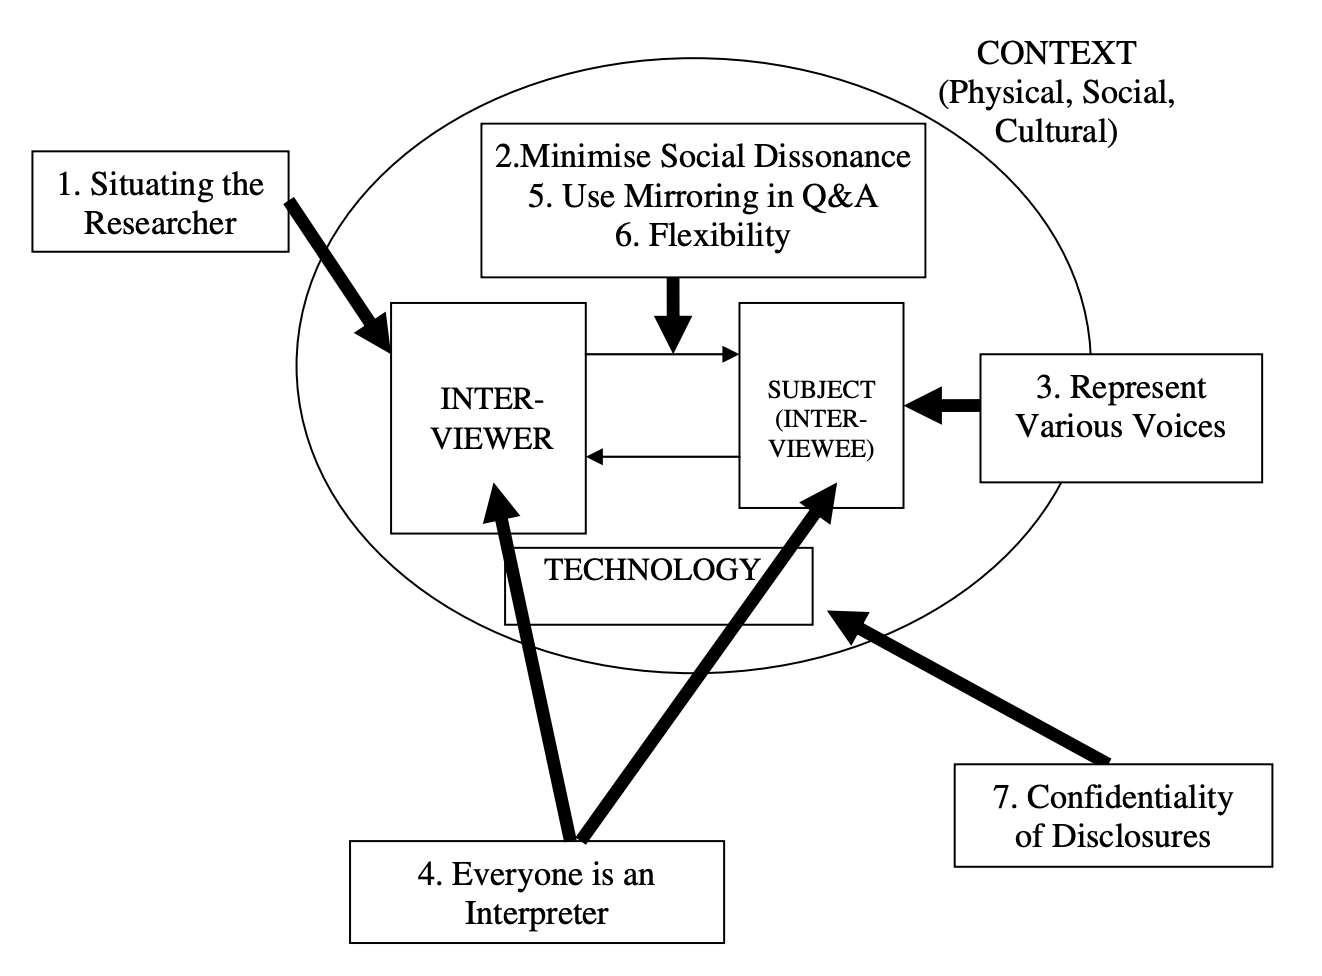 CONTEXT
(Physical, Social,
Cultural)
1. Situating the
Researcher
2.Minimise Social Dissonance
5. Use Mirroring in Q&A
6. Flexibility
INTER-
VIEWER
SUBJECT
(INTER-
VIEWEE)
3. Represent
Various Voices
TECHNOLOGY
7. Confidentiality
of Disclosures
4. Everyone is an
Interpreter